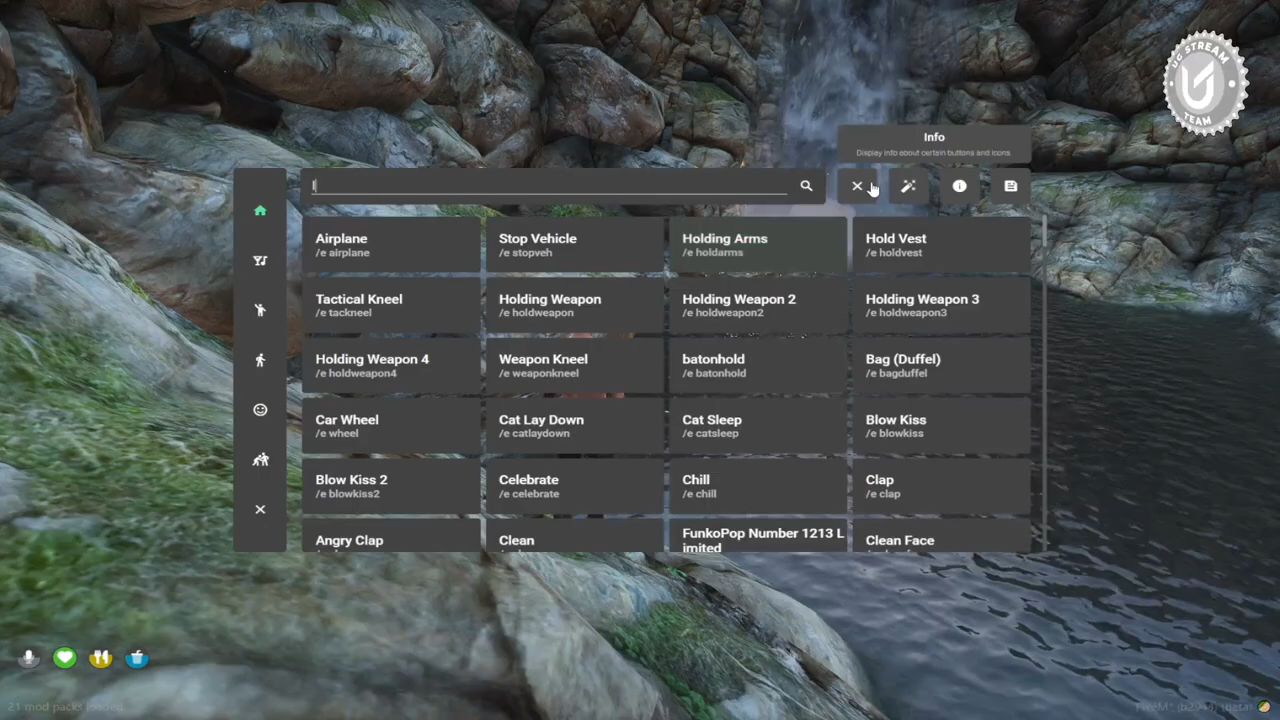 UG STREAM
TEAM
Info
Display info about certain buttons and icons.
Airplane
/e airplane
Stop Vehicle
/e stopveh
Holding Arms
/e holdarms
Hold Vest
/e holdvest
Tactical Kneel
/e tackneel
Holding Weapon
/e holdweapon
Holding Weapon 2
/e holdweapon2
Holding Weapon 3
/e holdweapon3
Holding Weapon 4
/e holdweapon4
Weapon Kneel
/e weaponkneel
batonhold
/e batonhold
Bag (Duffel)
/e bagduffel
Car Wheel
/e wheel
Cat Lay Down
/e catlaydown
Cat Sleep
/e catsleep
Blow Kiss
/e blowkiss
Blow Kiss 2
/e blowkiss2
Celebrate
/e celebrate
Chill
/e chill
Clap
/e clap
Angry Clap
Clean
FunkoPop Number 1213 L
imited
Clean Face
21 mod packs loaded